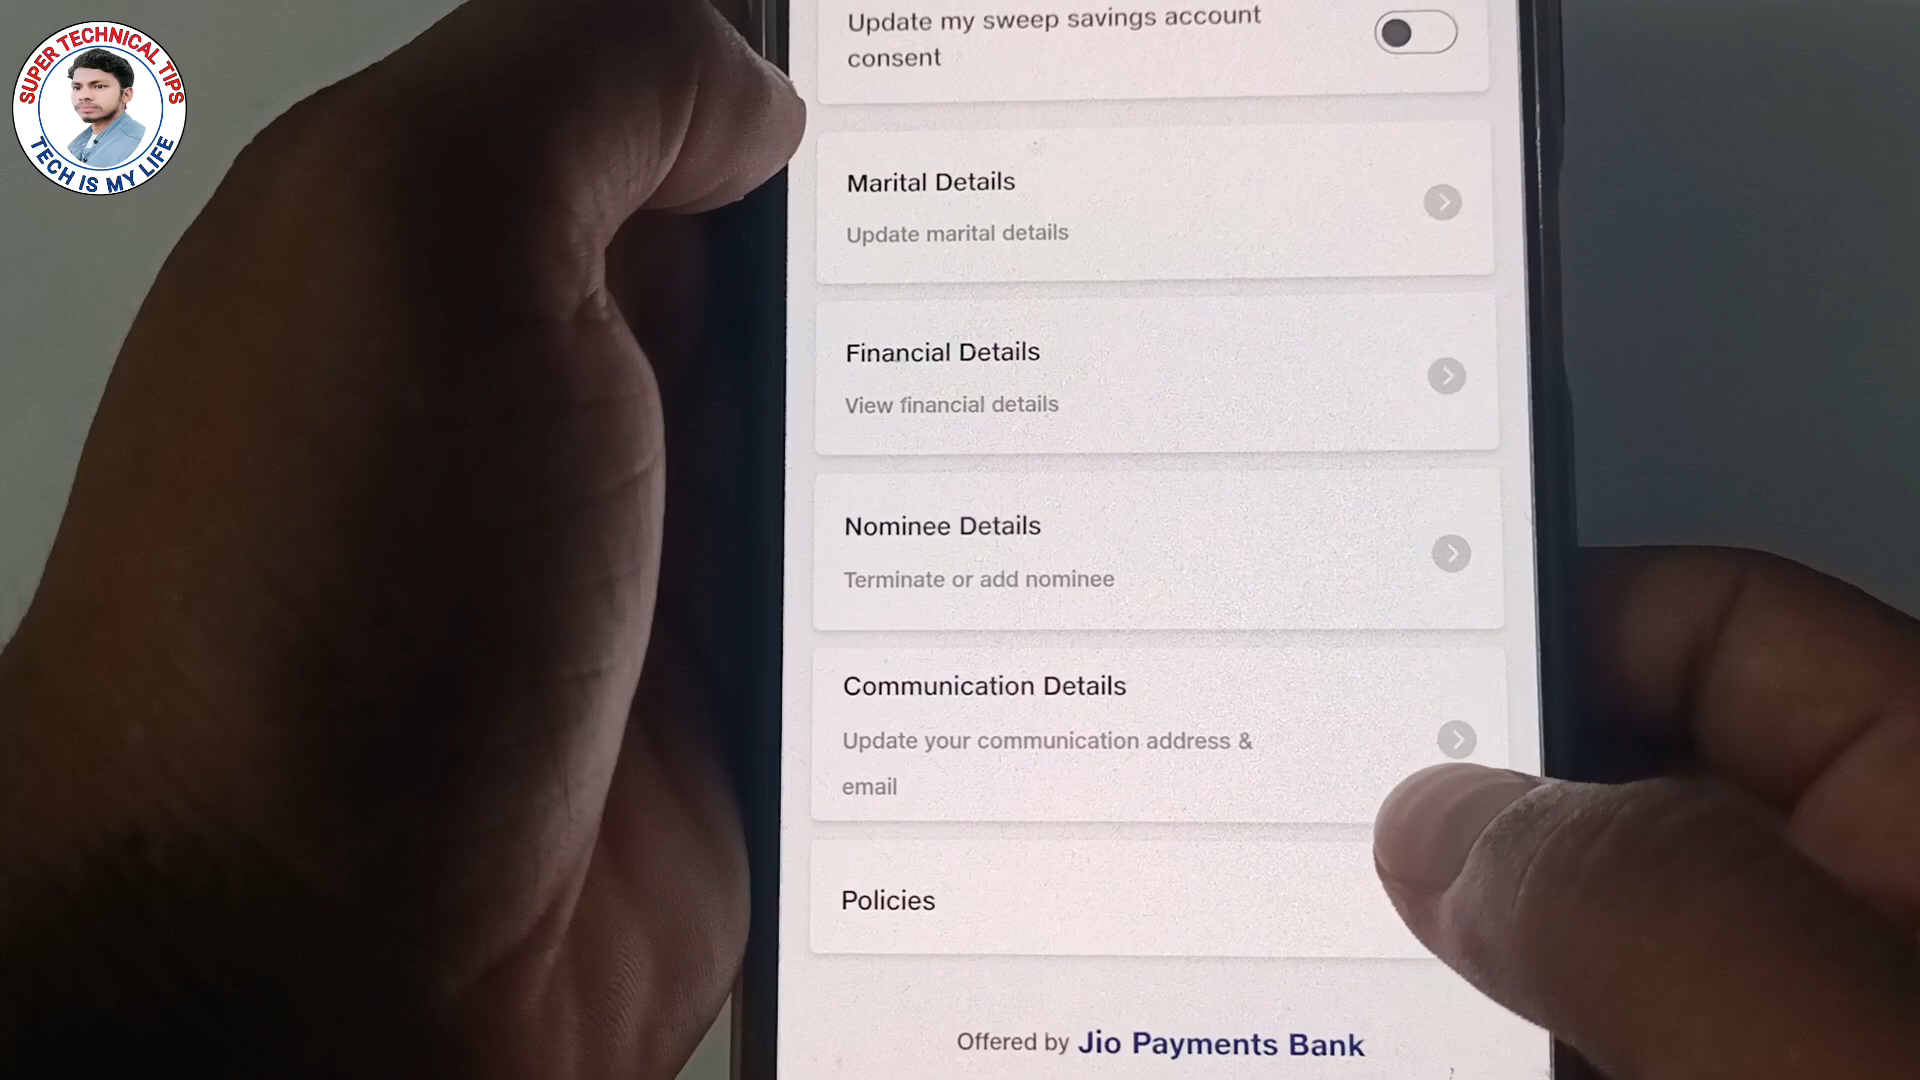 SUPER TECHNICAL TIPS
TECH IS MY LIFE
Update my sweep savings account
consent
Marital Details
Update marital details
Financial Details
View financial details
Nominee Details
Terminate or add nominee
Communication Details
Update your communication address &
email
Policies
Offered by Jio Payments Bank